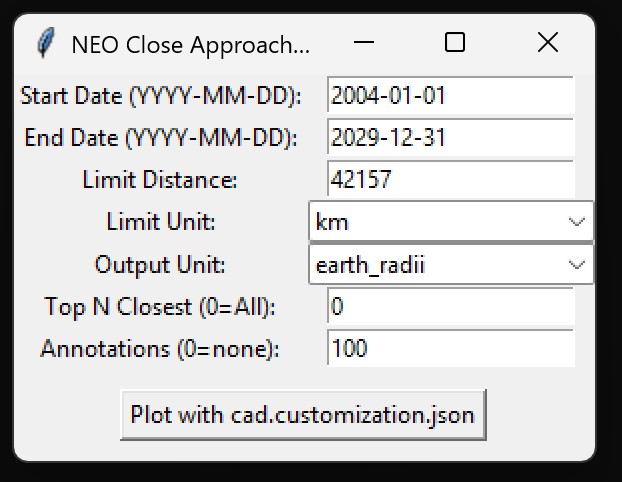 NEO Close Approach...
Start Date (YYYY-MM-DD): 2004-01-01
End Date (YYYY-MM-DD): 2029-12-31
Limit Distance: 42157
Limit Unit: km
Output Unit: earth_radii
Top N Closest (0=All): 0
Annotations (0=none): 100
Plot with cad.customization.json